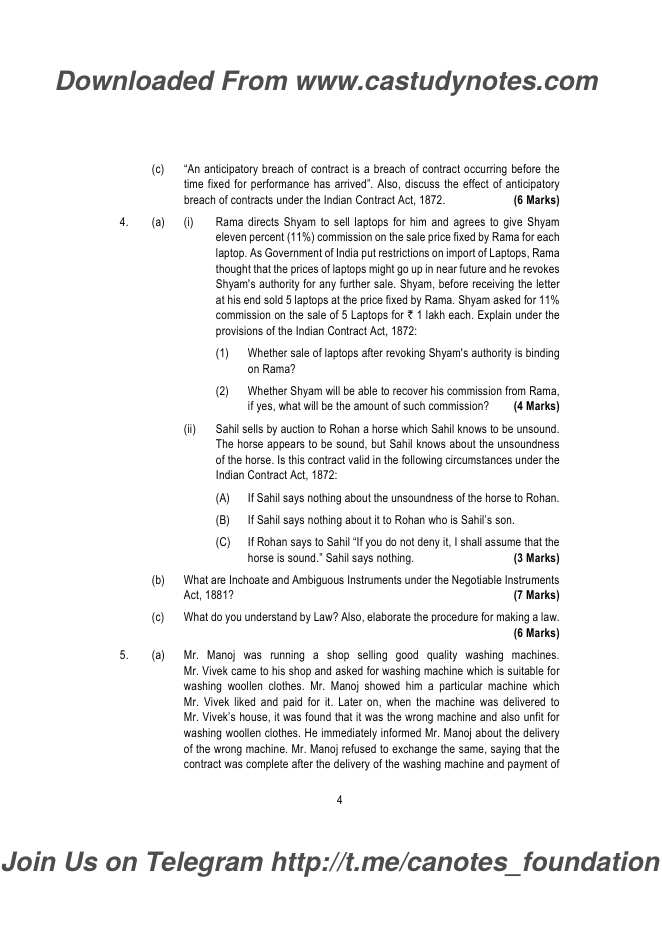 Downloaded From www.castudynotes.com
(c) “An anticipatory breach of contract is a breach of contract occurring before the
time fixed for performance has arrived”. Also, discuss the effect of anticipatory
breach of contracts under the Indian Contract Act, 1872. (6 Marks)
4. (a) (i) Rama directs Shyam to sell laptops for him and agrees to give Shyam
eleven percent (11%) commission on the sale price fixed by Rama for each
laptop. As Government of India put restrictions on import of Laptops, Rama
thought that the prices of laptops might go up in near future and he revokes
Shyam's authority for any further sale. Shyam, before receiving the letter
at his end sold 5 laptops at the price fixed by Rama. Shyam asked for 11%
commission on the sale of 5 Laptops for ₹ 1 lakh each. Explain under the
provisions of the Indian Contract Act, 1872:
(1) Whether sale of laptops after revoking Shyam's authority is binding
on Rama?
(2) Whether Shyam will be able to recover his commission from Rama,
if yes, what will be the amount of such commission? (4 Marks)
(ii) Sahil sells by auction to Rohan a horse which Sahil knows to be unsound.
The horse appears to be sound, but Sahil knows about the unsoundness
of the horse. Is this contract valid in the following circumstances under the
Indian Contract Act, 1872:
(A) If Sahil says nothing about the unsoundness of the horse to Rohan.
(B) If Sahil says nothing about it to Rohan who is Sahil’s son.
(C) If Rohan says to Sahil “If you do not deny it, I shall assume that the
horse is sound.” Sahil says nothing. (3 Marks)
(b) What are Inchoate and Ambiguous Instruments under the Negotiable Instruments
Act, 1881? (7 Marks)
(c) What do you understand by Law? Also, elaborate the procedure for making a law.
(6 Marks)
5. (a) Mr. Manoj was running a shop selling good quality washing machines.
Mr. Vivek came to his shop and asked for washing machine which is suitable for
washing woollen clothes. Mr. Manoj showed him a particular machine which
Mr. Vivek liked and paid for it. Later on, when the machine was delivered to
Mr. Vivek’s house, it was found that it was the wrong machine and also unfit for
washing woollen clothes. He immediately informed Mr. Manoj about the delivery
of the wrong machine. Mr. Manoj refused to exchange the same, saying that the
contract was complete after the delivery of the washing machine and payment of
4
Join Us on Telegram http://t.me/canotes_foundation